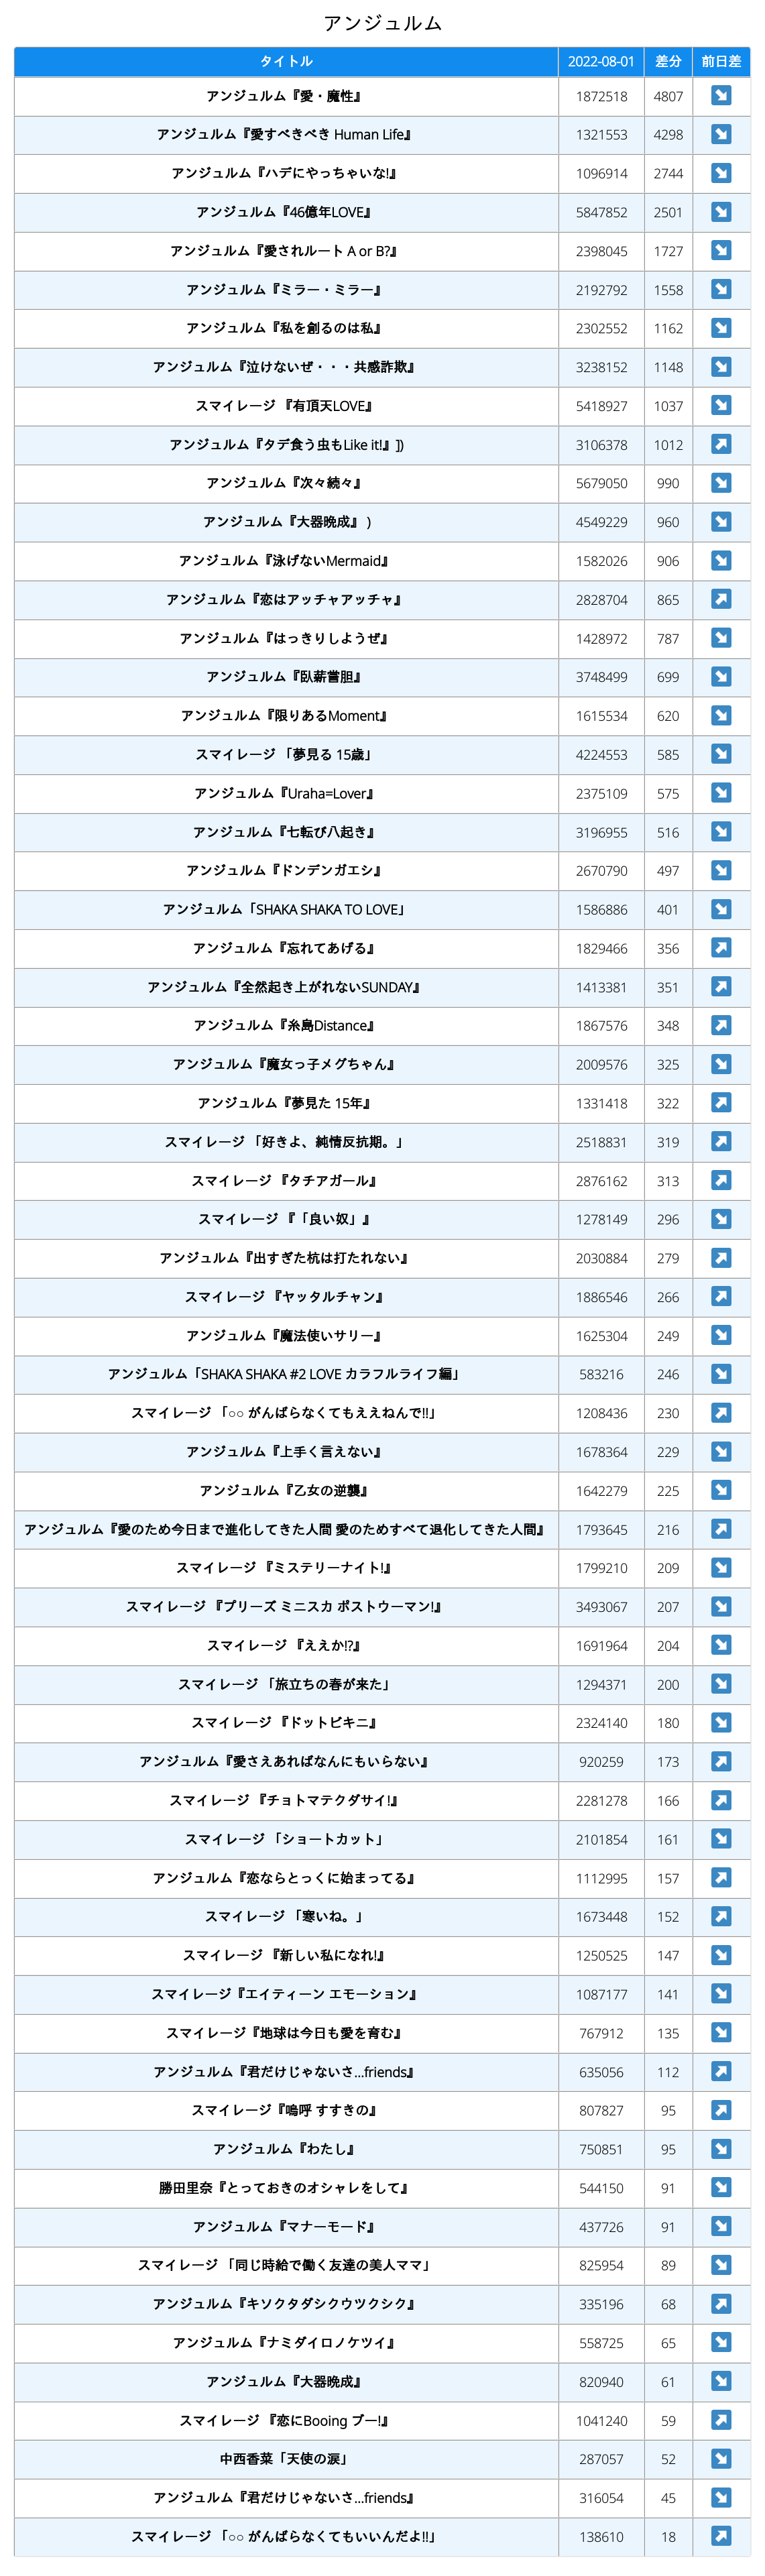 アンジュルム
タイトル 2022-08-01 差分 前日差
アンジュルム『愛・魔性』 1872518 4807 ↘
アンジュルム『愛すべきべき Human Life』 1321553 4298 ↘
アンジュルム『ハデにやっちゃいな!』 1096914 2744 ↘
アンジュルム『46億年LOVE』 5847852 2501 ↘
アンジュルム『愛されルート A or B?』 2398045 1727 ↘
アンジュルム『ミラー・ミラー』 2192792 1558 ↘
アンジュルム『私を創るのは私』 2302552 1162 ↘
アンジュルム『泣けないぜ・・・共感詐欺』 3238152 1148 ↘
スマイレージ 『有頂天LOVE』 5418927 1037 ↘
アンジュルム『タデ食う虫もLike it!』]) 3106378 1012 ↗
アンジュルム『次々続々』 5679050 990 ↘
アンジュルム『大器晩成』 ) 4549229 960 ↘
アンジュルム『泳げないMermaid』 1582026 906 ↘
アンジュルム『恋はアッチャアッチャ』 2828704 865 ↗
アンジュルム『はっきりしようぜ』 1428972 787 ↘
アンジュルム『臥薪嘗胆』 3748499 699 ↘
アンジュルム『限りあるMoment』 1615534 620 ↘
スマイレージ 「夢見る 15歳」 4224553 585 ↘
アンジュルム『Uraha=Lover』 2375109 575 ↘
アンジュルム『七転び八起き』 3196955 516 ↘
アンジュルム『ドンデンガエシ』 2670790 497 ↘
アンジュルム「SHAKA SHAKA TO LOVE」 1586886 401 ↘
アンジュルム『忘れてあげる』 1829466 356 ↗
アンジュルム『全然起き上がれないSUNDAY』 1413381 351 ↗
アンジュルム『糸島Distance』 1867576 348 ↗
アンジュルム『魔女っ子メグちゃん』 2009576 325 ↘
アンジュルム『夢見た 15年』 1331418 322 ↗
スマイレージ 「好きよ、純情反抗期。」 2518831 319 ↗
スマイレージ 『タチアガール』 2876162 313 ↗
スマイレージ 『「良い奴」』 1278149 296 ↘
アンジュルム『出すぎた杭は打たれない』 2030884 279 ↗
スマイレージ 『ヤッタルチャン』 1886546 266 ↗
アンジュルム『魔法使いサリー』 1625304 249 ↘
アンジュルム「SHAKA SHAKA #2 LOVE カラフルライフ編」 583216 246 ↘
スマイレージ 「○○ がんばらなくてもええねんで!!」 1208436 230 ↗
アンジュルム『上手く言えない』 1678364 229 ↘
アンジュルム『乙女の逆襲』 1642279 225 ↘
アンジュルム『愛のため今日まで進化してきた人間 愛のためすべて退化してきた人間』 1793645 216 ↗
スマイレージ 『ミステリーナイト!』 1799210 209 ↘
スマイレージ 『プリーズ ミニスカ ポストウーマン!』 3493067 207 ↘
スマイレージ 『ええか!?』 1691964 204 ↘
スマイレージ 「旅立ちの春が来た」 1294371 200 ↘
スマイレージ 『ドットビキニ』 2324140 180 ↘
アンジュルム『愛さえあればなんにもいらない』 920259 173 ↗
スマイレージ 『チョトマテクダサイ!』 2281278 166 ↗
スマイレージ 「ショートカット」 2101854 161 ↘
アンジュルム『恋ならとっくに始まってる』 1112995 157 ↗
スマイレージ 「寒いね。」 1673448 152 ↗
スマイレージ 『新しい私になれ!』 1250525 147 ↘
スマイレージ『エイティーン エモーション』 1087177 141 ↘
スマイレージ『地球は今日も愛を育む』 767912 135 ↘
アンジュルム『君だけじゃないさ...friends』 635056 112 ↗
スマイレージ『嗚呼 すすきの』 807827 95 ↗
アンジュルム『わたし』 750851 95 ↘
勝田里奈『とっておきのオシャレをして』 544150 91 ↘
アンジュルム『マナーモード』 437726 91 ↘
スマイレージ 「同じ時給で働く友達の美人ママ」 825954 89 ↘
アンジュルム『キソクタダシクウツクシク』 335196 68 ↗
アンジュルム『ナミダイロノケツイ』 558725 65 ↘
アンジュルム『大器晩成』 820940 61 ↘
スマイレージ 『恋にBooing ブー!』 1041240 59 ↗
中西香菜「天使の涙」 287057 52 ↘
アンジュルム『君だけじゃないさ...friends』 316054 45 ↘
スマイレージ 「○○ がんばらなくてもいいんだよ!!」 138610 18 ↗